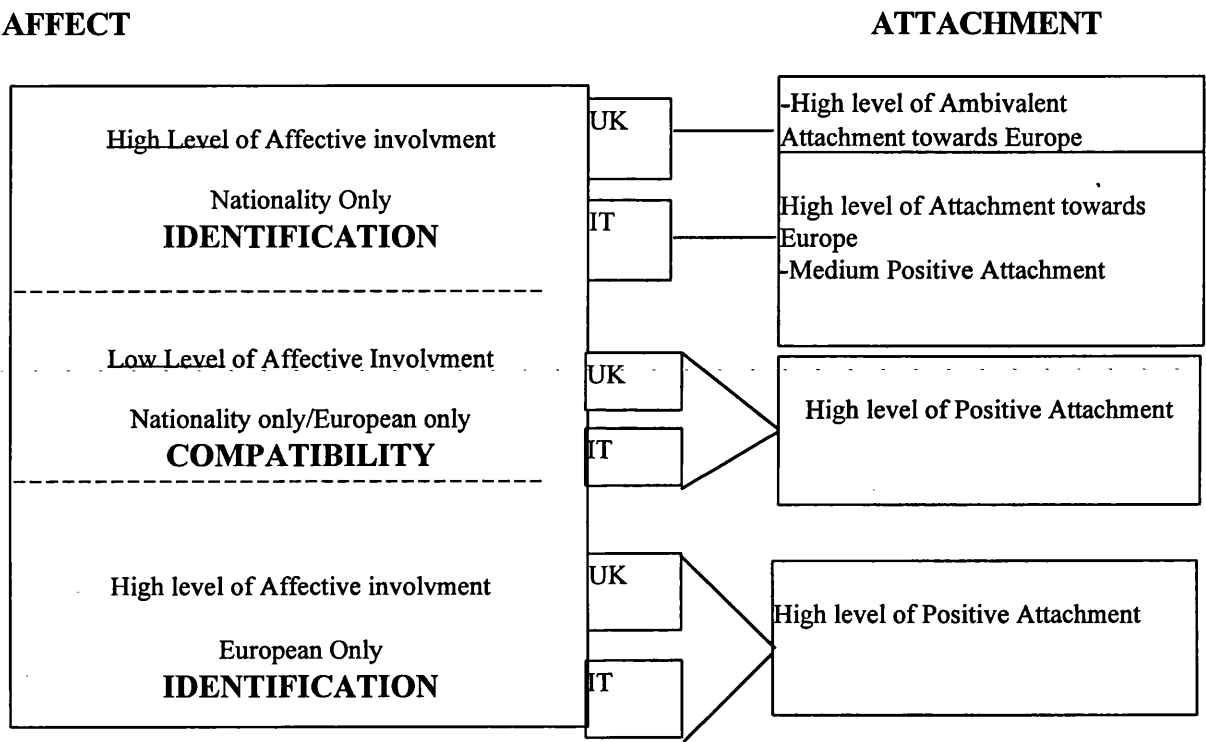 AFFECT
ATTACHMENT
High Level of Affective involvment
Nationality Only
IDENTIFICATION
UK
IT
-High level of Ambivalent
Attachment towards Europe
High level of Attachment towards
Europe
-Medium Positive Attachment
Low Level of Affective Involvment
Nationality only/European only
COMPATIBILITY
UK
IT
High level of Positive Attachment
High level of Affective involvment
European Only
IDENTIFICATION
UK
IT
High level of Positive Attachment